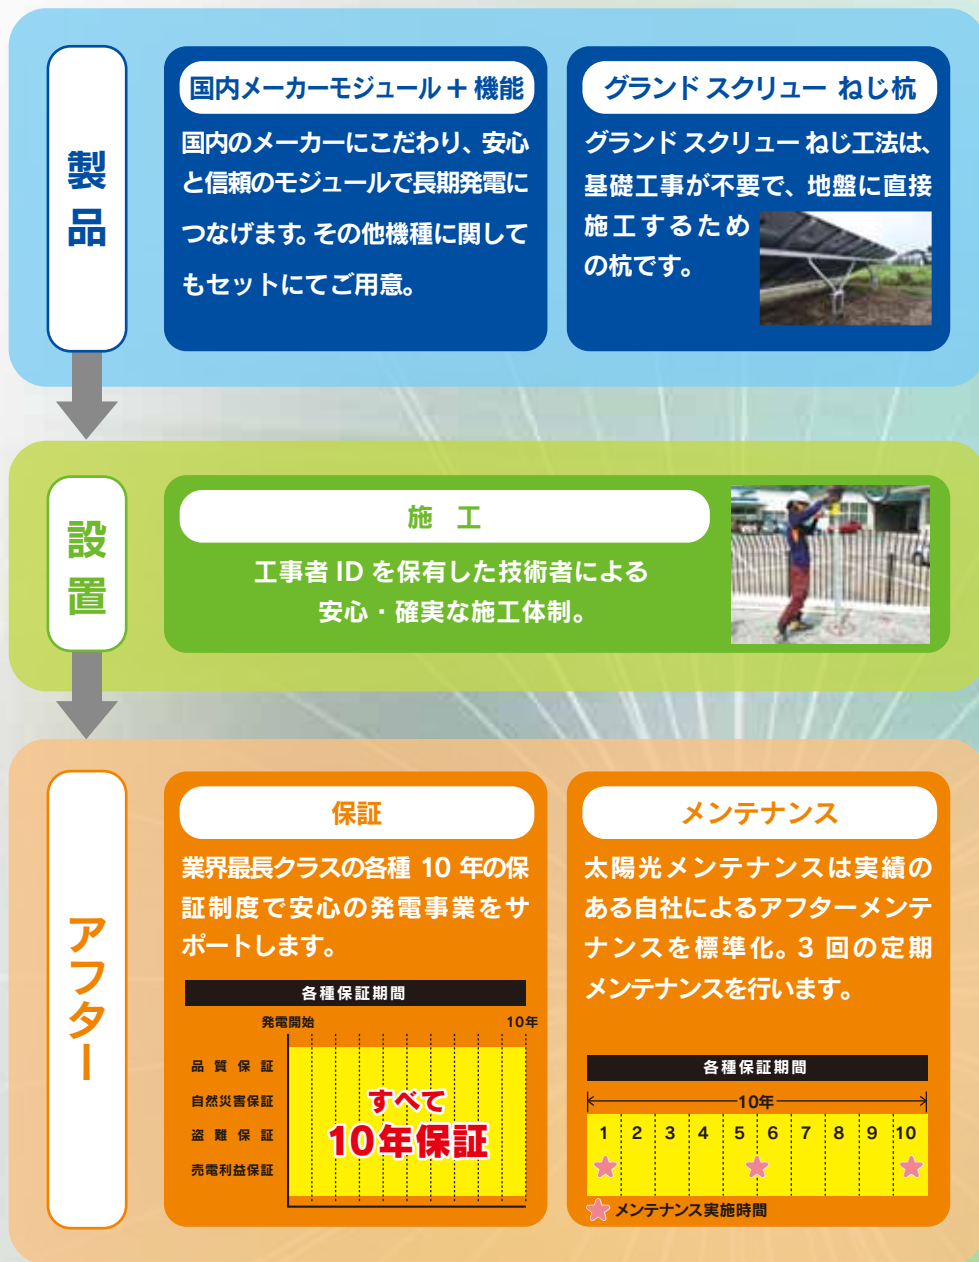 製品
国内メーカーモジュール + 機能
国内のメーカーにこだわり、安心
と信頼のモジュールで長期発電に
つなげます。その他機種に関して
もセットにてご用意。
グランド スクリュー ねじ杭
グランド スクリュー ねじ工法は、
基礎工事が不要で、地盤に直接
施工するため
の杭です。
設置
施 工
工事者 ID を保有した技術者による
安心・確実な施工体制。
アフター
保証
業界最長クラスの各種 10 年の保
証制度で安心の発電事業をサ
ポートします。
各種保証期間
発電開始 10年
品 質 保 証
自然災害保証
盗 難 保 証
売電利益保証
すべて
10年保証
メンテナンス
太陽光メンテナンスは実績の
ある自社によるアフターメンテ
ナンスを標準化。3 回の定期
メンテナンスを行います。
各種保証期間
10年
1 2 3 4 5 6 7 8 9 10
メンテナンス実施時間